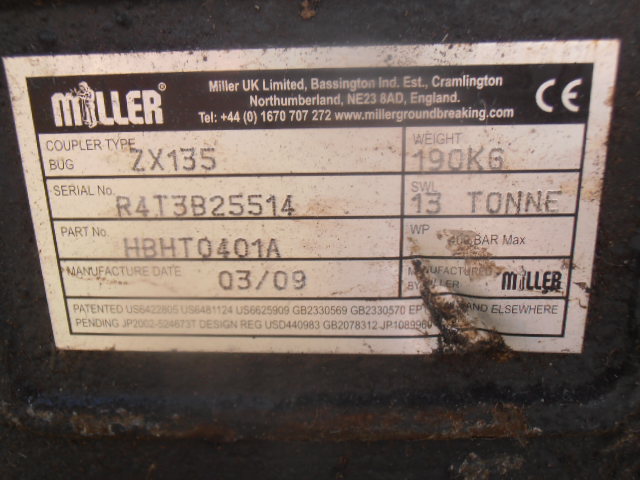 MILLER®
Miller UK Limited, Bassington Ind. Est., Cramlington
Northumberland, NE23 8AD, England.
Tel: +44 (0) 1670 707 272 www.millergroundbreaking.com
CE
COUPLER TYPE
BUG ZX135
WEIGHT
190KG
SERIAL No.
R4T3B25514
SWL
13 TONNE
PART No.
HBHT0401A
WP
BAR Max
MANUFACTURE DATE 03/09
MANUFACTURED
BY MILLER
MILLER
PATENTED US6422805 US6481124 US6625909 GB2330569 GB2330570 AND ELSEWHERE
PENDING JP2002-524673T DESIGN REG USD440983 GB2078312